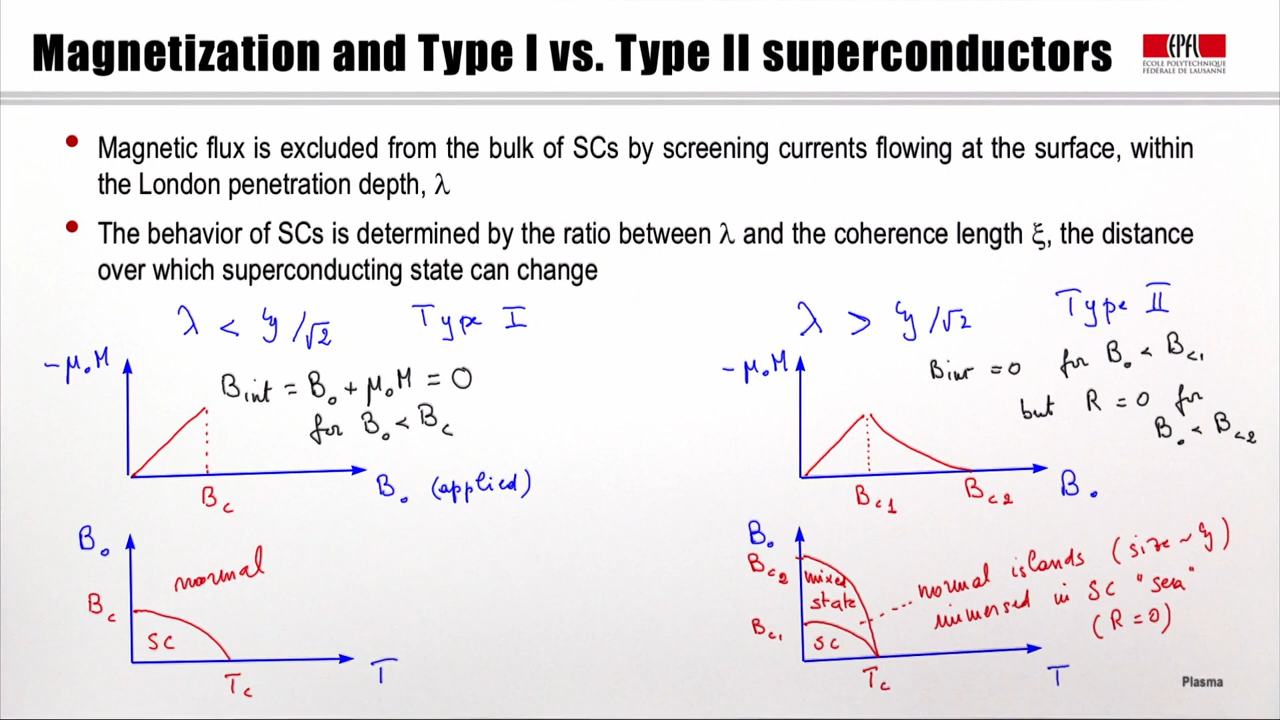 Magnetization and Type I vs. Type II superconductors
EPFL
ÉCOLE POLYTECHNIQUE
FÉDÉRALE DE LAUSANNE
• Magnetic flux is excluded from the bulk of SCs by screening currents flowing at the surface, within
the London penetration depth, λ
• The behavior of SCs is determined by the ratio between λ and the coherence length ξ, the distance
over which superconducting state can change
λ < ξ/√2 Type I
-μ₀M
B_int = B₀ + μ₀M = 0
for B₀ < B_c
B_c
B₀ (applied)
B₀
normal
B_c
SC
T_c
T
λ > ξ/√2 Type II
-μ₀M
B_int = 0 for B₀ < B_c1
but R = 0 for
B₀ < B_c2
B_c1
B_c2
B₀
B₀
B_c2
mixed
state
B_c1
SC
T_c
T
normal islands (size ~ ξ)
immersed in SC "sea"
(R = 0)
Plasma